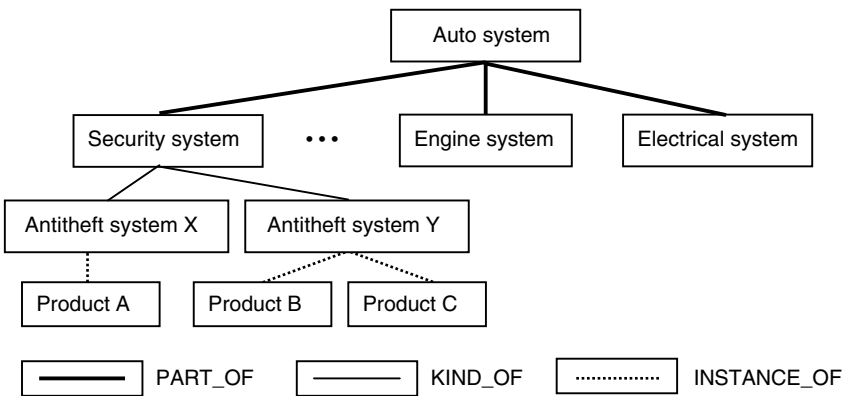 Auto system
Security system
•••
Engine system
Electrical system
Antitheft system X
Antitheft system Y
Product A
Product B
Product C
PART_OF
KIND_OF
INSTANCE_OF